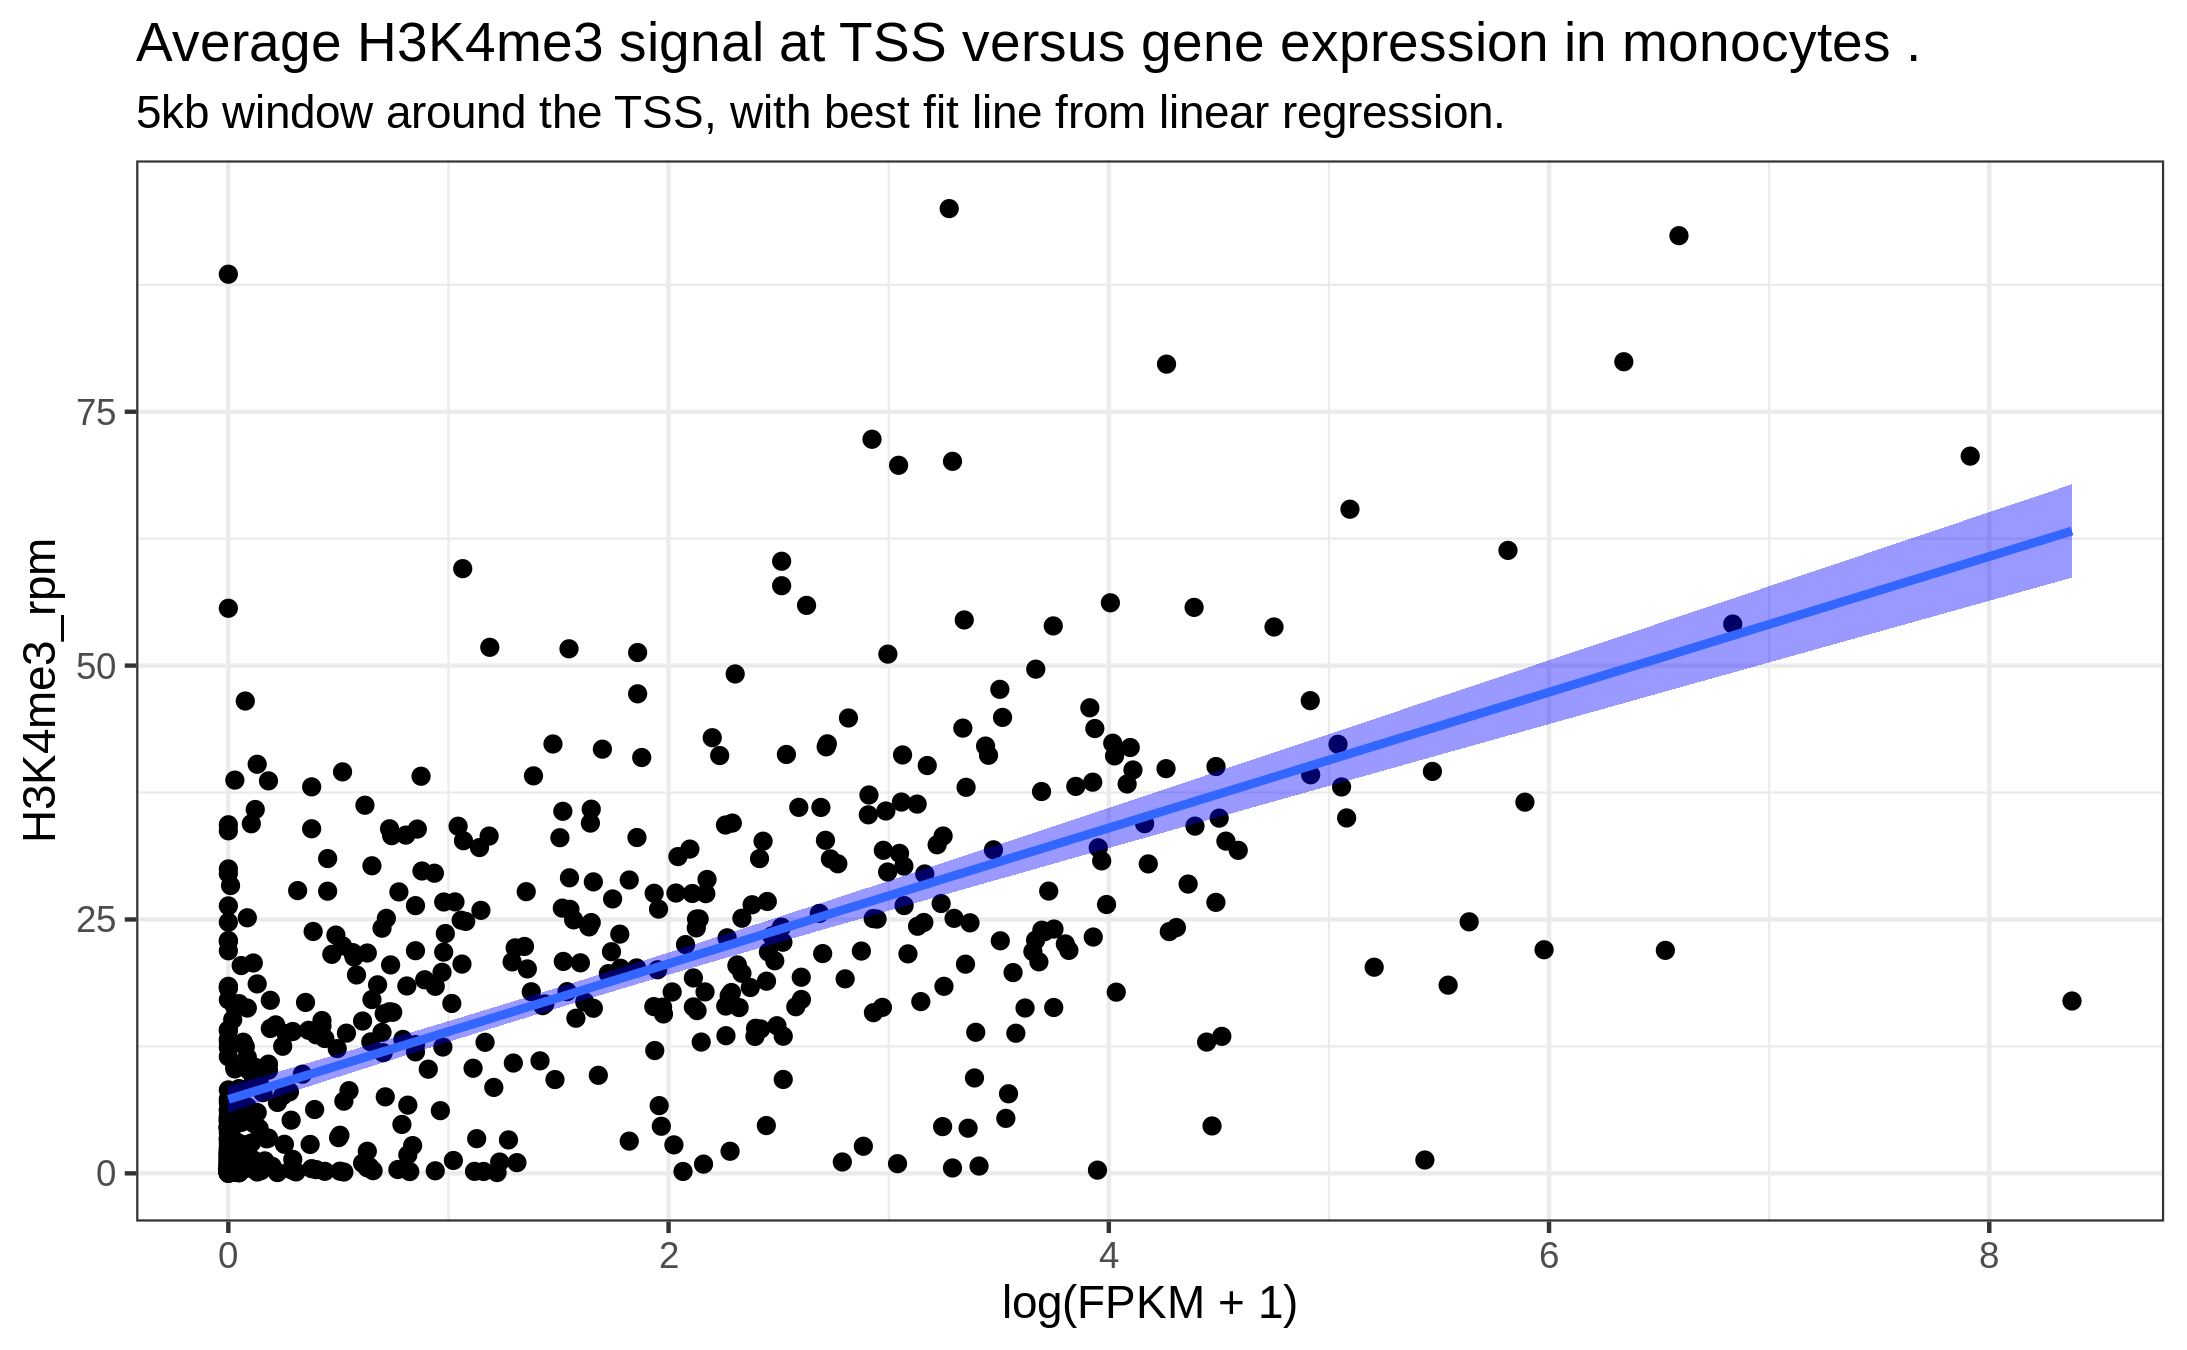 Average H3K4me3 signal at TSS versus gene expression in monocytes .
5kb window around the TSS, with best fit line from linear regression.
H3K4me3_rpm
75
50
25
0
0 2 4 6 8
log(FPKM + 1)